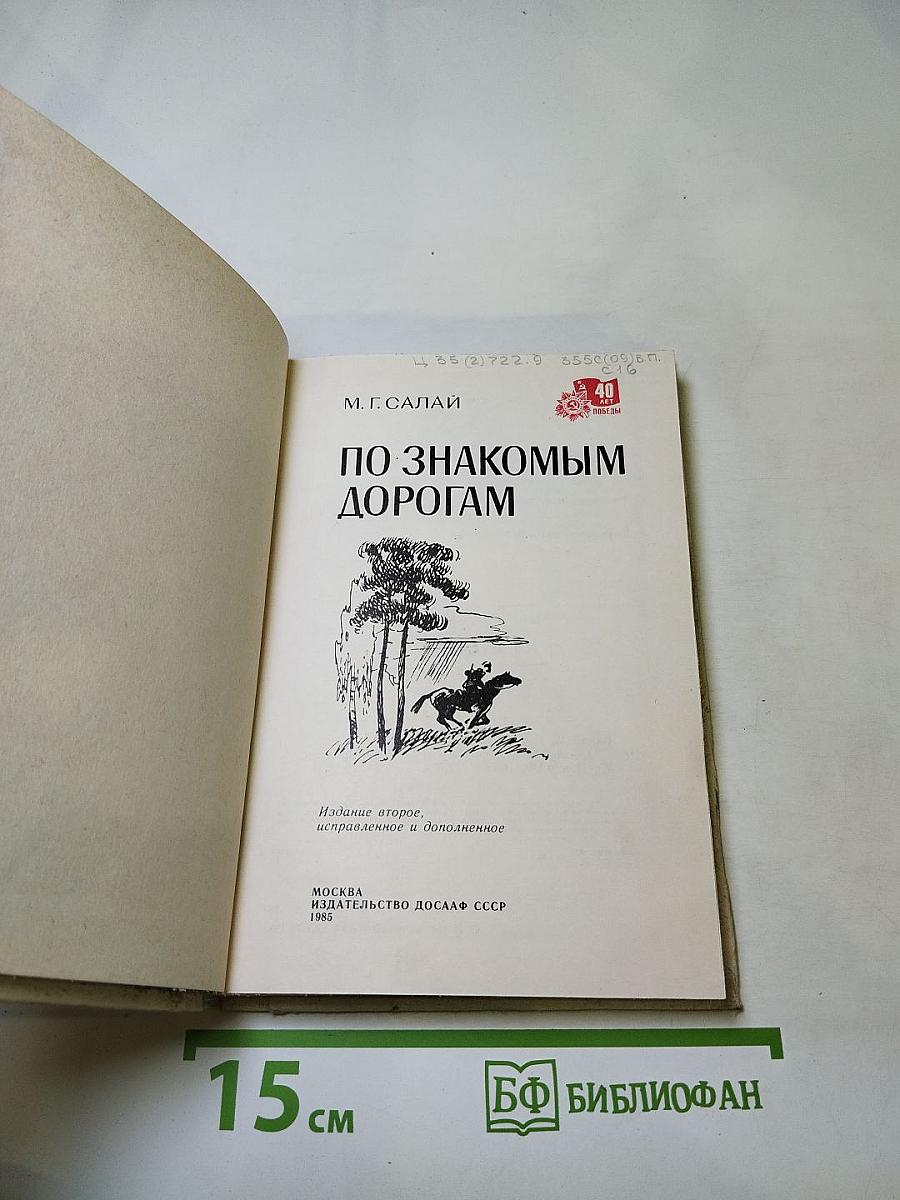 Ц 35(2)722.9 355С(09)В.П.
С16
М. Г. САЛАЙ
40
ЛЕТ
ПОБЕДЫ
ПО ЗНАКОМЫМ
ДОРОГАМ
Издание второе,
исправленное и дополненное
МОСКВА
ИЗДАТЕЛЬСТВО ДОСААФ СССР
1985
15 см
БФ БИБЛИОФАН